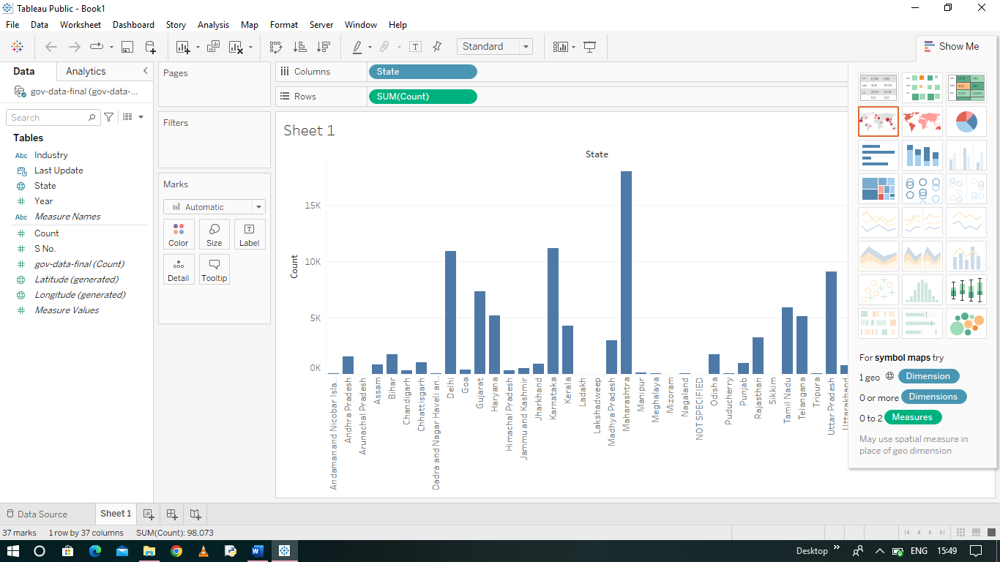 Tableau Public - Book1
File Data Worksheet Dashboard Story Analysis Map Format Server Window Help
Standard
Show Me
Data Analytics
gov-data-final (gov-data-...
Search
Tables
Abc Industry
Last Update
State
# Year
Abc Measure Names
# Count
# S No.
# gov-data-final (Count)
Latitude (generated)
Longitude (generated)
# Measure Values
Pages
Filters
Marks
Automatic
Color Size Label
Detail Tooltip
Columns State
Rows SUM(Count)
Sheet 1
State
Count
15K
10K
5K
0K
Andaman and Nicobar Isla..
Andhra Pradesh
Arunachal Pradesh
Assam
Bihar
Chandigarh
Chhattisgarh
Dadra and Nagar Haveli an..
Delhi
Goa
Gujarat
Haryana
Himachal Pradesh
Jammu and Kashmir
Jharkhand
Karnataka
Kerala
Ladakh
Lakshadweep
Madhya Pradesh
Maharashtra
Manipur
Meghalaya
Mizoram
Nagaland
NOT SPECIFIED
Odisha
Puducherry
Punjab
Rajasthan
Sikkim
Tamil Nadu
Telangana
Tripura
Uttar Pradesh
Uttarakhand
For symbol maps try
1 geo Dimension
0 or more Dimensions
0 to 2 Measures
May use spatial measure in
place of geo dimension
Data Source Sheet 1
37 marks 1 row by 37 columns SUM(Count): 98,073
Desktop ENG 15:49